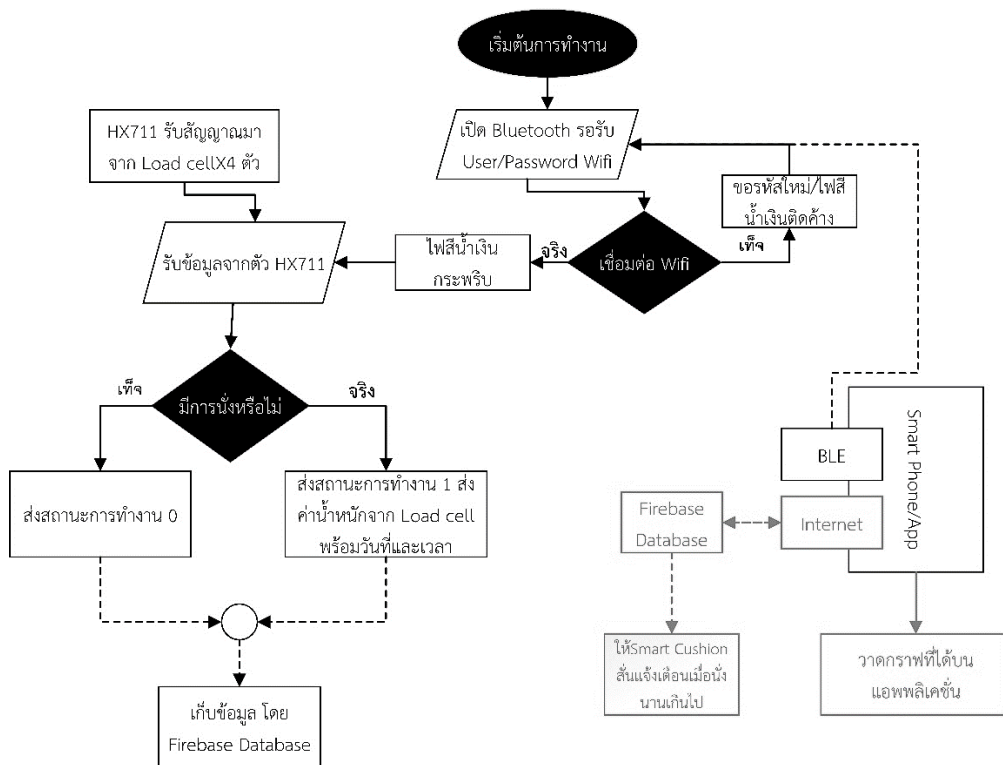 เริ่มต้นการทำงาน
HX711 รับสัญญาณมา
จาก Load cellX4 ตัว
เปิด Bluetooth รอรับ
User/Password Wifi
ขอรหัสใหม่/ไฟสี
น้ำเงินติดค้าง
รับข้อมูลจากตัว HX711
ไฟสีน้ำเงิน
กระพริบ
จริง
เชื่อมต่อ Wifi
เท็จ
เท็จ
มีการนั่งหรือไม่
จริง
ส่งสถานะการทำงาน 0
ส่งสถานะการทำงาน 1 ส่ง
ค่าน้ำหนักจาก Load cell
พร้อมวันที่และเวลา
BLE
Smart Phone/App
Firebase
Database
Internet
ให้Smart Cushion
สั่นแจ้งเตือนเมื่อนั่ง
นานเกินไป
วาดกราฟที่ได้บน
แอพพลิเคชั่น
เก็บข้อมูล โดย
Firebase Database